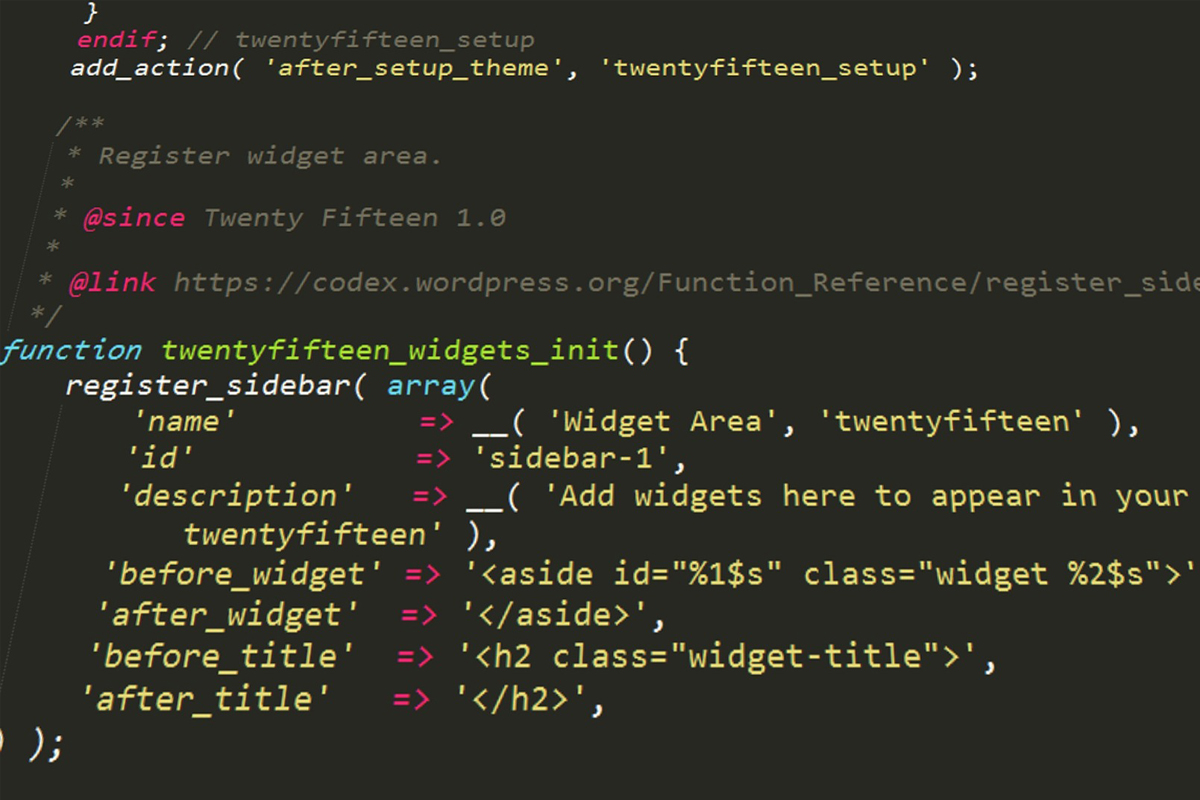 }
endif; // twentyfifteen_setup
add_action( 'after_setup_theme', 'twentyfifteen_setup' );
/**
* Register widget area.
*
* @since Twenty Fifteen 1.0
*
* @link https://codex.wordpress.org/Function_Reference/register_side
*/
function twentyfifteen_widgets_init() {
register_sidebar( array(
'name' => __( 'Widget Area', 'twentyfifteen' ),
'id' => 'sidebar-1',
'description' => __( 'Add widgets here to appear in your
twentyfifteen' ),
'before_widget' => '<aside id="%1$s" class="widget %2$s">'
'after_widget' => '</aside>',
'before_title' => '<h2 class="widget-title">',
'after_title' => '</h2>',
) );